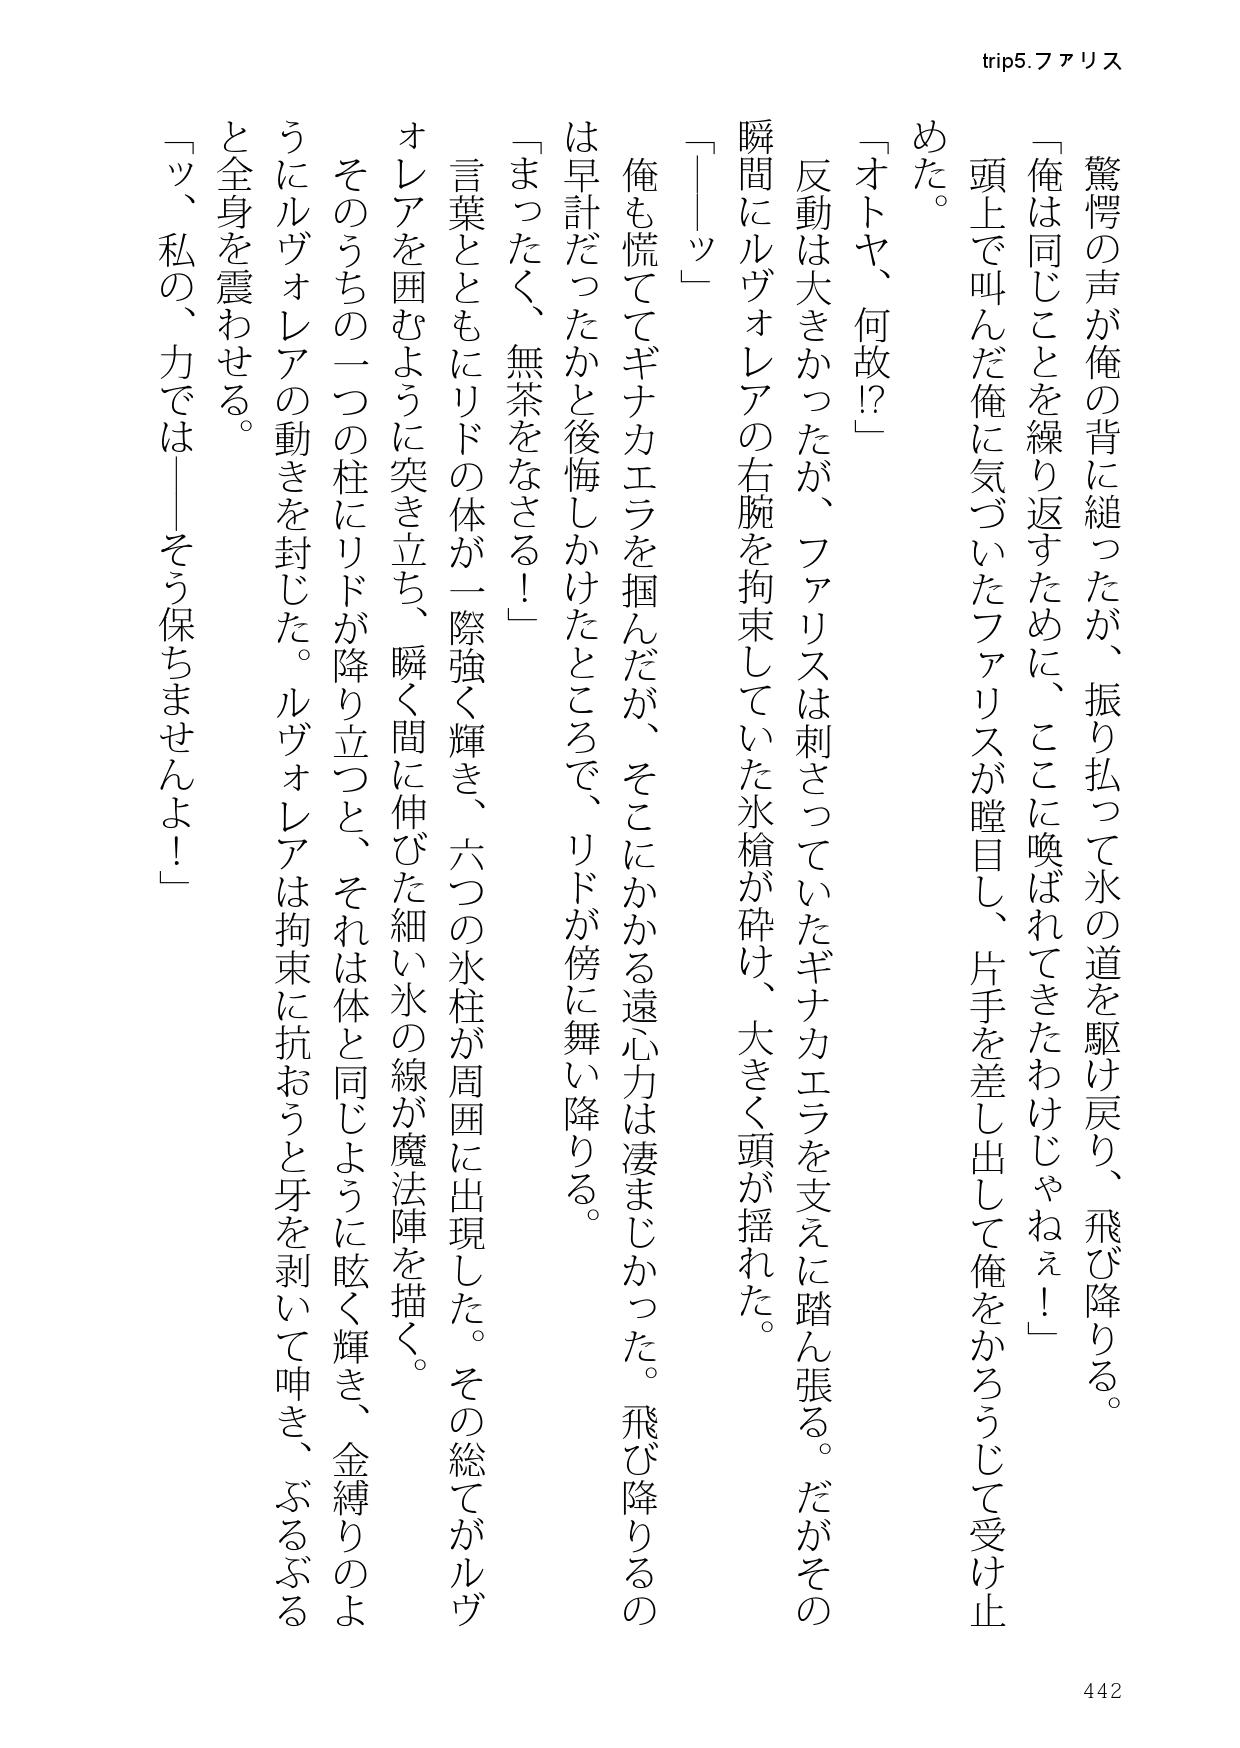 trip5.ファリス
　驚愕の声が俺の背に縋ったが、振り払って氷の道を駆け戻り、飛び降りる。
「俺は同じことを繰り返すために、ここに喚ばれてきたわけじゃねぇ！」
　頭上で叫んだ俺に気づいたファリスが瞠目し、片手を差し出して俺をかろうじて受け止
めた。
「オトヤ、何故!?」
　反動は大きかったが、ファリスは刺さっていたギナカエラを支えに踏ん張る。だがその
瞬間にルヴォレアの右腕を拘束していた氷槍が砕け、大きく頭が揺れた。
「――ッ」
　俺も慌ててギナカエラを掴んだが、そこにかかる遠心力は凄まじかった。飛び降りるの
は早計だったかと後悔しかけたところで、リドが傍に舞い降りる。
「まったく、無茶をなさる！」
　言葉とともにリドの体が一際強く輝き、六つの氷柱が周囲に出現した。その総てがルヴ
ォレアを囲むように突き立ち、瞬く間に伸びた細い氷の線が魔法陣を描く。
　そのうちの一つの柱にリドが降り立つと、それは体と同じように眩く輝き、金縛りのよ
うにルヴォレアの動きを封じた。ルヴォレアは拘束に抗おうと牙を剥いて呻き、ぶるぶる
と全身を震わせる。
「ッ、私の、力では――そう保ちませんよ！」
442